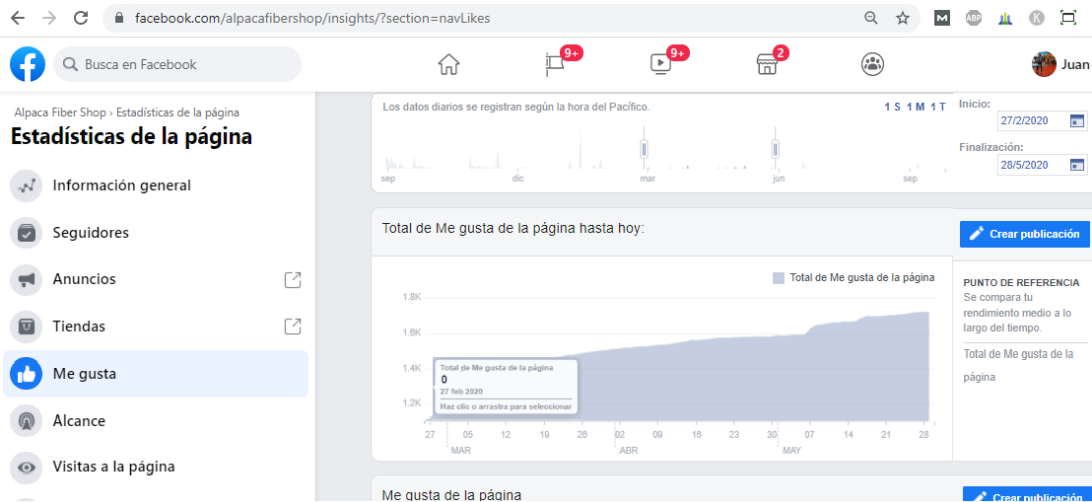 facebook.com/alpacafibershop/insights/?section=navLikes
M
ABP
K
f
Busca en Facebook
9+
9+
2
Juan
Alpaca Fiber Shop › Estadísticas de la página
Estadísticas de la página
Información general
Seguidores
Anuncios
Tiendas
Me gusta
Alcance
Visitas a la página
Los datos diarios se registran según la hora del Pacífico.
1 S 1 M 1 T
Inicio:
27/2/2020
Finalización:
28/5/2020
sep dic mar jun sep
Total de Me gusta de la página hasta hoy:
Crear publicación
Total de Me gusta de la página
1.8K
1.6K
1.4K
1.2K
Total de Me gusta de la página
0
27 feb 2020
Haz clic o arrastra para seleccionar
27 05 12 19 26 02 09 16 23 30 07 14 21 28
MAR ABR MAY
PUNTO DE REFERENCIA
Se compara tu
rendimiento medio a lo
largo del tiempo.
Total de Me gusta de la
página
Me gusta de la página
Crear publicación